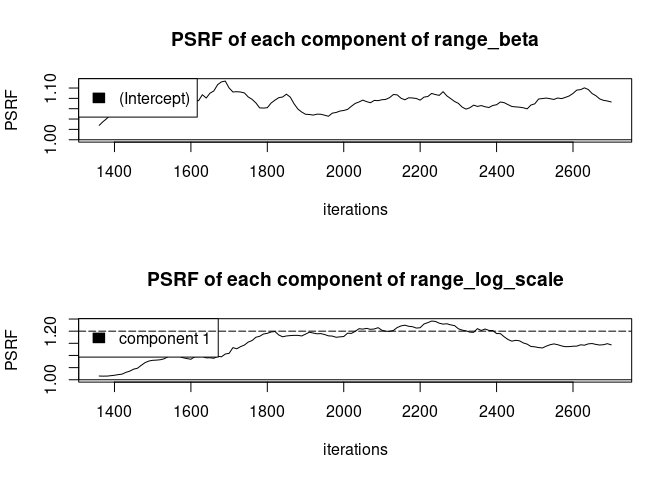 PSRF of each component of range_beta
PSRF
1.10
1.00
(Intercept)
1400 1600 1800 2000 2200 2400 2600
iterations
PSRF of each component of range_log_scale
PSRF
1.20
1.00
component 1
1400 1600 1800 2000 2200 2400 2600
iterations